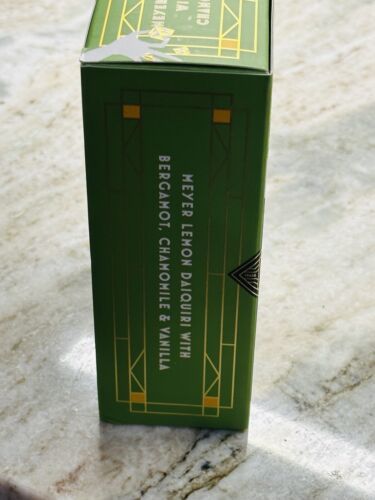 MEYER LEMON DAIQUIRI WITH
BERGAMOT, CHAMOMILE & VANILLA